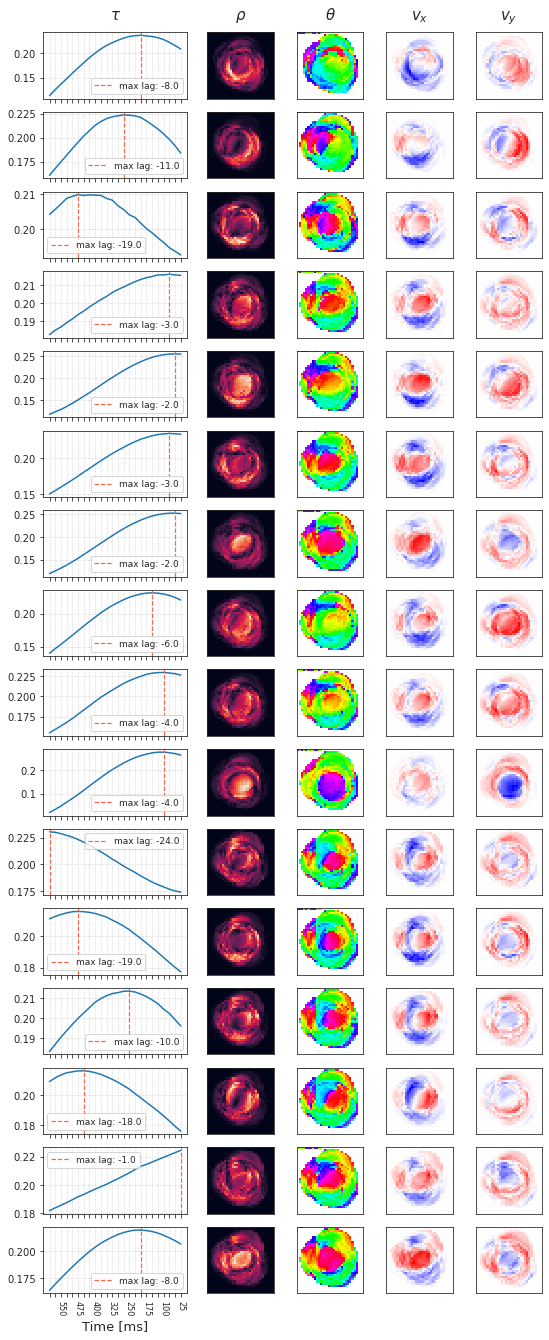 τ ρ θ vₓ v_y
0.20
0.15
max lag: -8.0
0.225
0.200
0.175
max lag: -11.0
0.21
0.20
max lag: -19.0
0.21
0.20
0.19
max lag: -3.0
0.25
0.20
0.15
max lag: -2.0
0.20
0.15
max lag: -3.0
0.25
0.20
0.15
max lag: -2.0
0.20
0.15
max lag: -6.0
0.225
0.200
0.175
max lag: -4.0
0.2
0.1
max lag: -4.0
0.225
0.200
0.175
max lag: -24.0
0.20
0.18
max lag: -19.0
0.21
0.20
0.19
max lag: -10.0
0.20
0.18
max lag: -18.0
0.22
0.20
0.18
max lag: -1.0
0.200
0.175
max lag: -8.0
550 475 400 325 250 175 100 25
Time [ms]